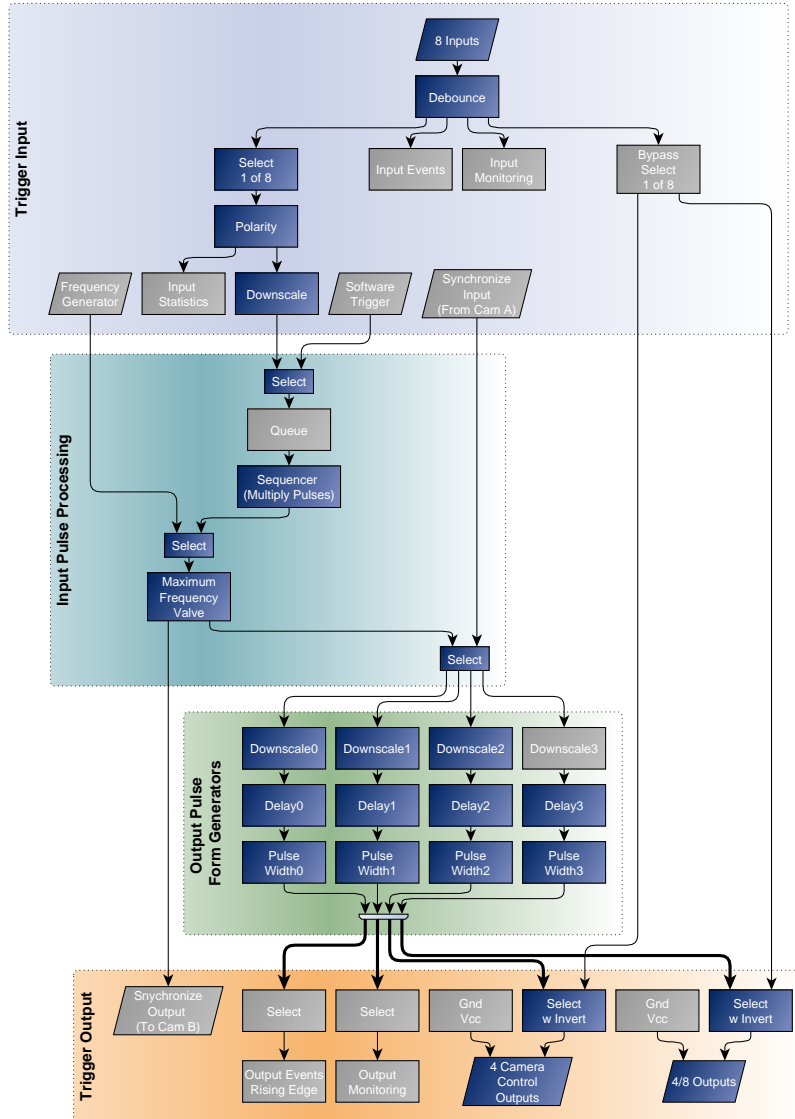 Trigger Input
8 Inputs
Debounce
Select
1 of 8
Input Events
Input
Monitoring
Bypass
Select
1 of 8
Polarity
Frequency
Generator
Input
Statistics
Downscale
Software
Trigger
Synchronize
Input
(From Cam A)
Input Pulse Processing
Select
Queue
Sequencer
(Multiply Pulses)
Select
Maximum
Frequency
Valve
Select
Output Pulse
Form Generators
Downscale0
Downscale1
Downscale2
Downscale3
Delay0
Delay1
Delay2
Delay3
Pulse
Width0
Pulse
Width1
Pulse
Width2
Pulse
Width3
Trigger Output
Snychronize
Output
(To Cam B)
Select
Select
Gnd
Vcc
Select
w Invert
Gnd
Vcc
Select
w Invert
Output Events
Rising Edge
Output
Monitoring
4 Camera
Control
Outputs
4/8 Outputs